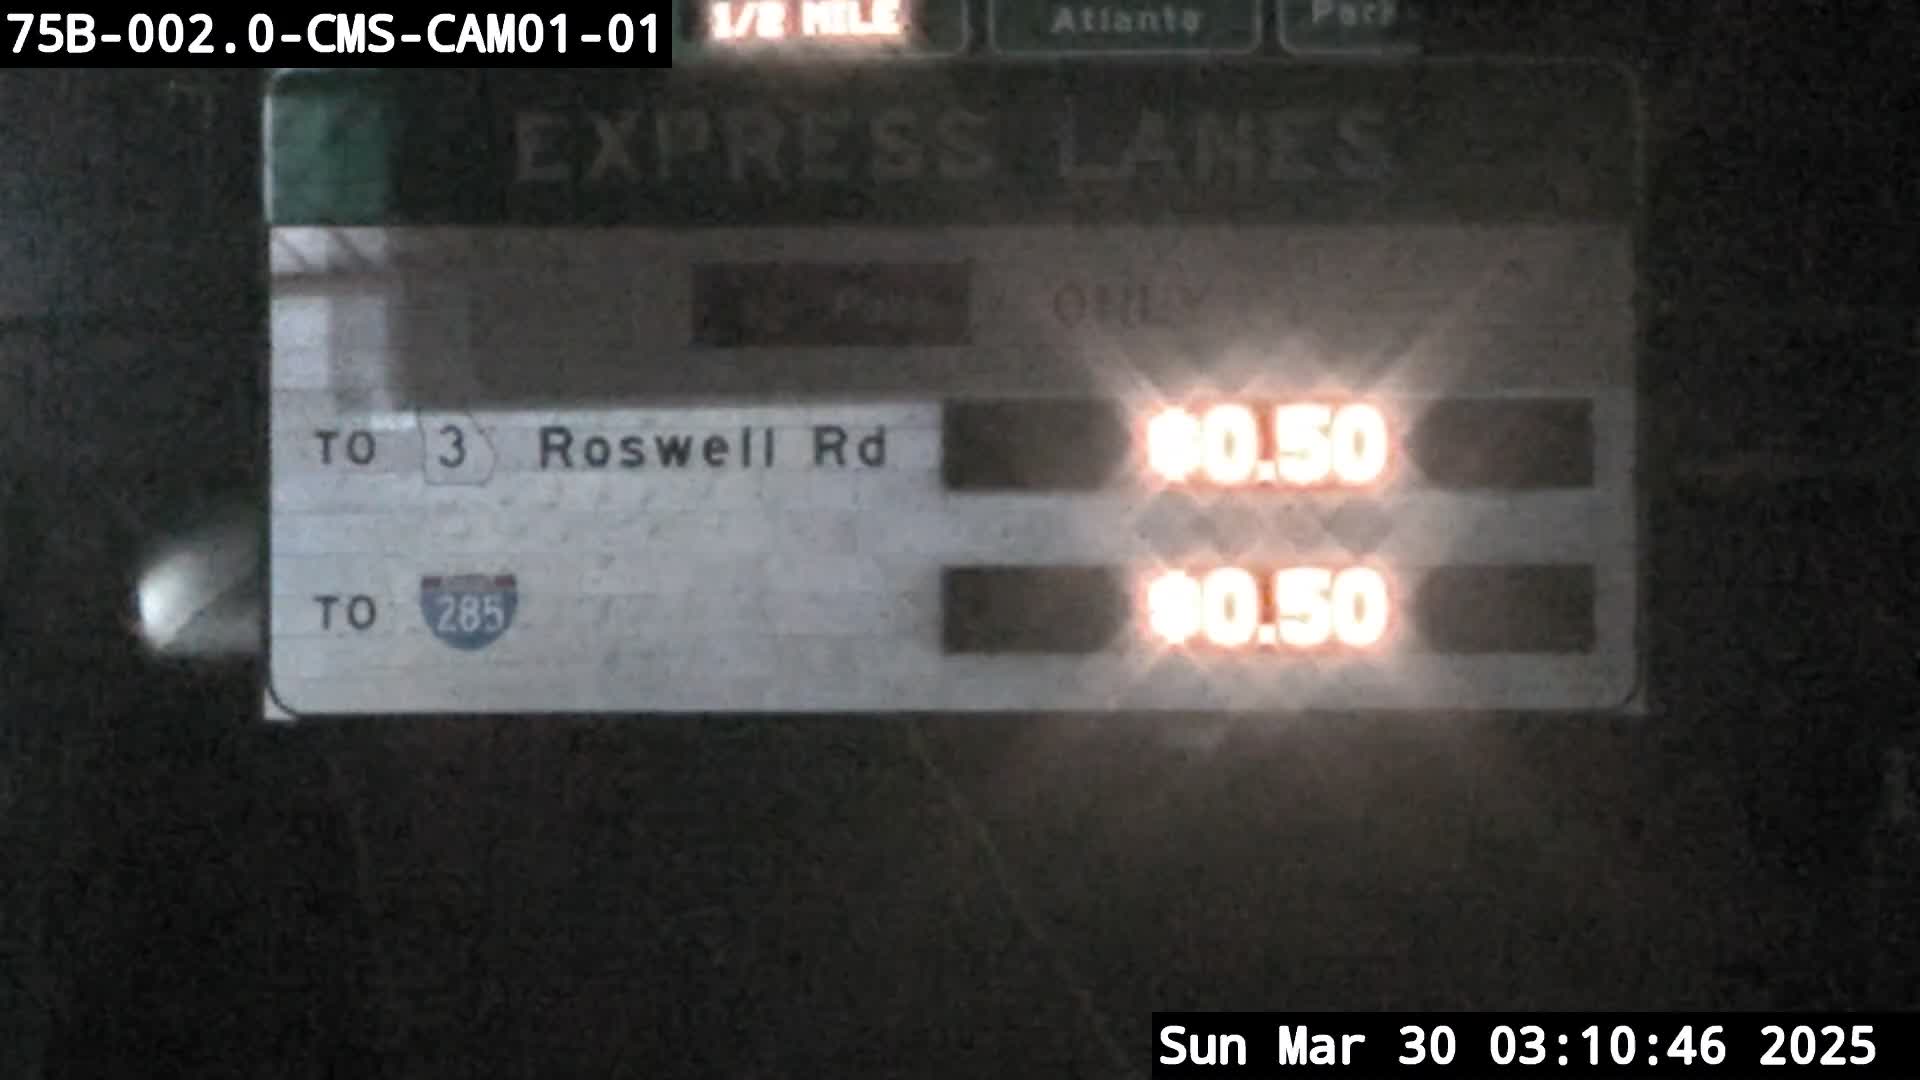 75B-002.0-CMS-CAM01-01
1/2 MILE
Atlanta
EXPRESS LANES
ONLY
TO 3 Roswell Rd $0.50
TO 285 $0.50
Sun Mar 30 03:10:46 2025